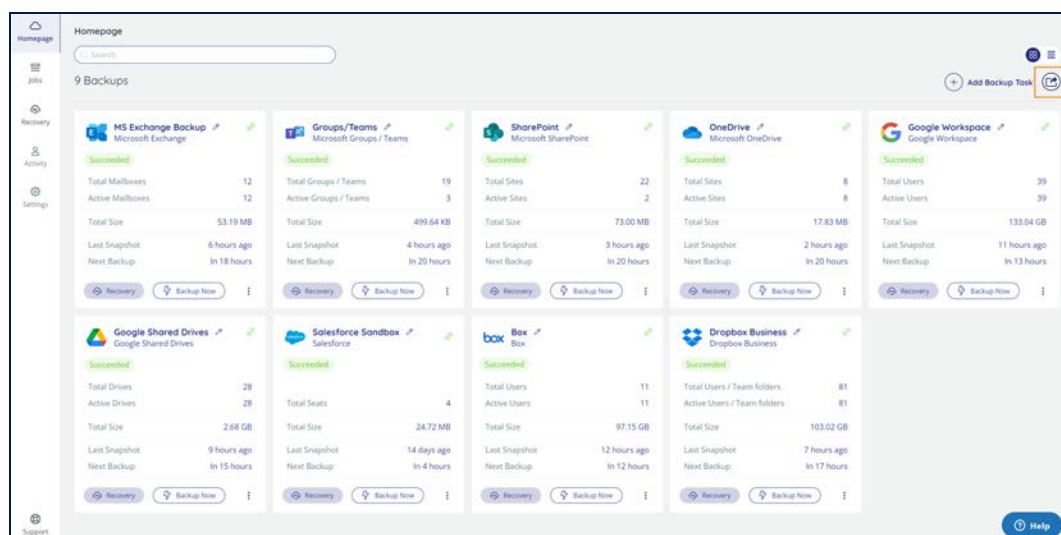 Homepage
Homepage
Search
Jobs
9 Backups
Add Backup Task
Recovery
Activity
Settings
MS Exchange Backup
Microsoft Exchange
Succeeded
Total Mailboxes 12
Active Mailboxes 12
Total Size 53.19 MB
Last Snapshot 6 hours ago
Next Backup In 18 hours
Recovery Backup Now
Groups/Teams
Microsoft Groups / Teams
Succeeded
Total Groups / Teams 19
Active Groups / Teams 3
Total Size 499.64 KB
Last Snapshot 4 hours ago
Next Backup In 20 hours
Recovery Backup Now
SharePoint
Microsoft SharePoint
Succeeded
Total Sites 22
Active Sites 2
Total Size 73.00 MB
Last Snapshot 3 hours ago
Next Backup In 20 hours
Recovery Backup Now
OneDrive
Microsoft OneDrive
Succeeded
Total Sites 8
Active Sites 8
Total Size 17.83 MB
Last Snapshot 2 hours ago
Next Backup In 20 hours
Recovery Backup Now
Google Workspace
Google Workspace
Succeeded
Total Users 39
Active Users 39
Total Size 133.04 GB
Last Snapshot 11 hours ago
Next Backup In 13 hours
Recovery Backup Now
Google Shared Drives
Google Shared Drives
Succeeded
Total Drives 28
Active Drives 28
Total Size 2.68 GB
Last Snapshot 9 hours ago
Next Backup In 15 hours
Recovery Backup Now
Salesforce Sandbox
Salesforce
Succeeded
Total Seats 4
Total Size 24.72 MB
Last Snapshot 14 days ago
Next Backup In 4 hours
Recovery Backup Now
box
Box
Box
Succeeded
Total Users 11
Active Users 11
Total Size 97.15 GB
Last Snapshot 12 hours ago
Next Backup In 12 hours
Recovery Backup Now
Dropbox Business
Dropbox Business
Succeeded
Total Users / Team folders 81
Active Users / Team folders 81
Total Size 103.02 GB
Last Snapshot 7 hours ago
Next Backup In 17 hours
Recovery Backup Now
Support
Help